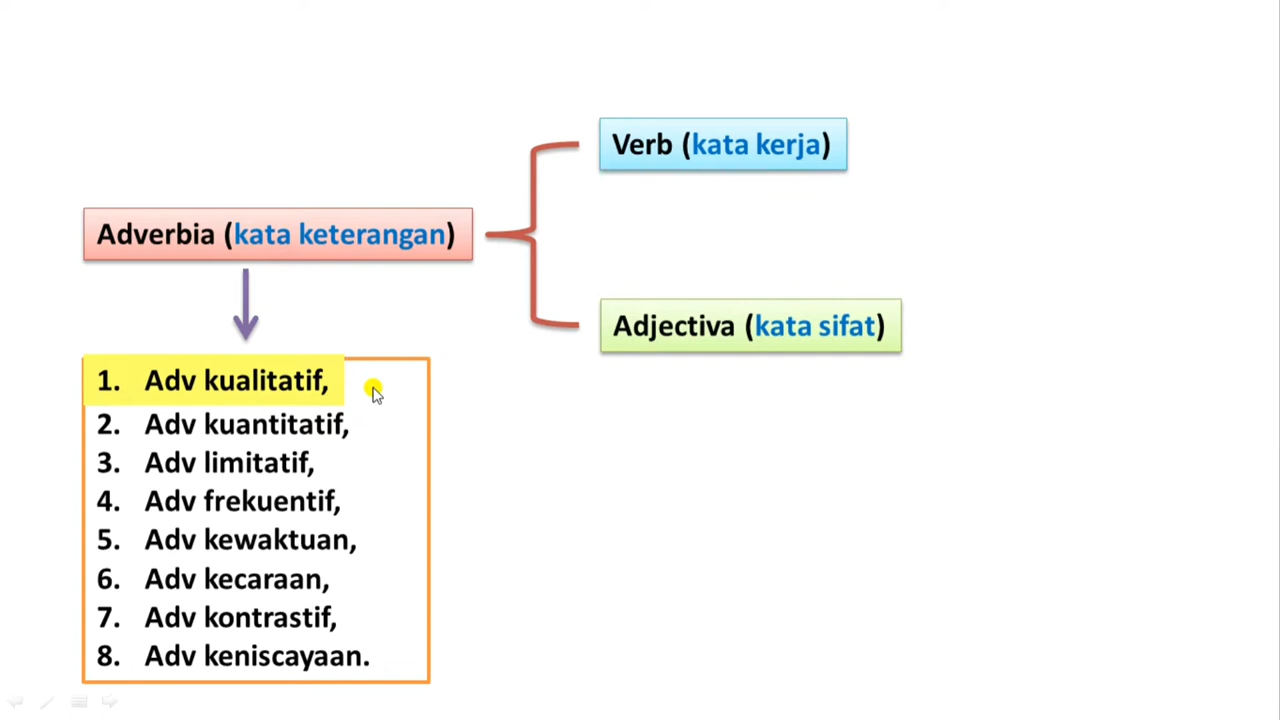 Verb (kata kerja)
Adverbia (kata keterangan)
Adjectiva (kata sifat)
1. Adv kualitatif,
2. Adv kuantitatif,
3. Adv limitatif,
4. Adv frekuentif,
5. Adv kewaktuan,
6. Adv kecaraan,
7. Adv kontrastif,
8. Adv keniscayaan.